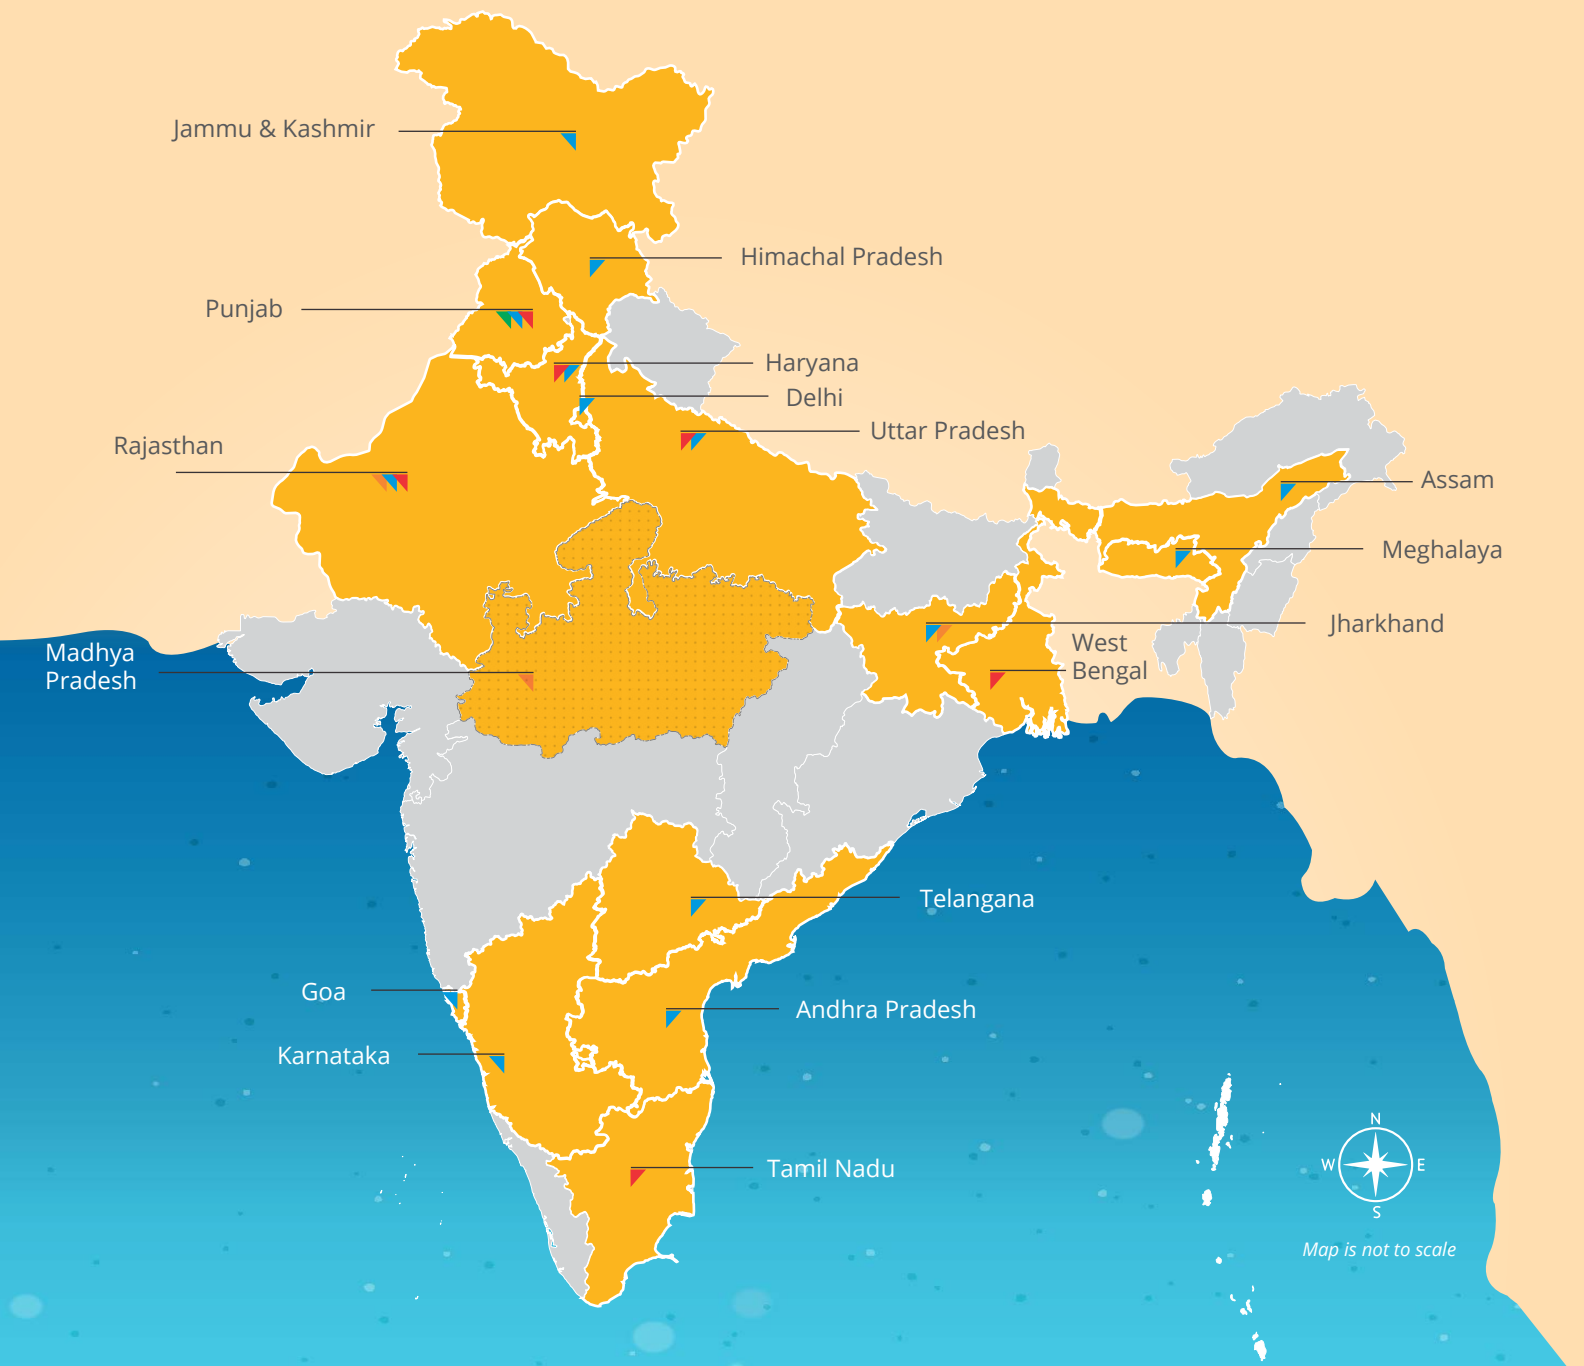 Jammu & Kashmir
Himachal Pradesh
Punjab
Haryana
Delhi
Uttar Pradesh
Rajasthan
Assam
Meghalaya
Jharkhand
West
Bengal
Madhya
Pradesh
Telangana
Goa
Andhra Pradesh
Karnataka
Tamil Nadu
N
W
E
S
Map is not to scale